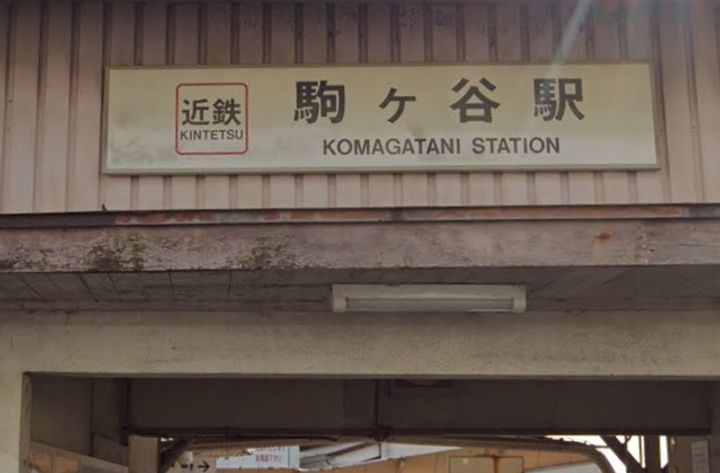 近鉄
KINTETSU
駒ヶ谷駅
KOMAGATANI STATION